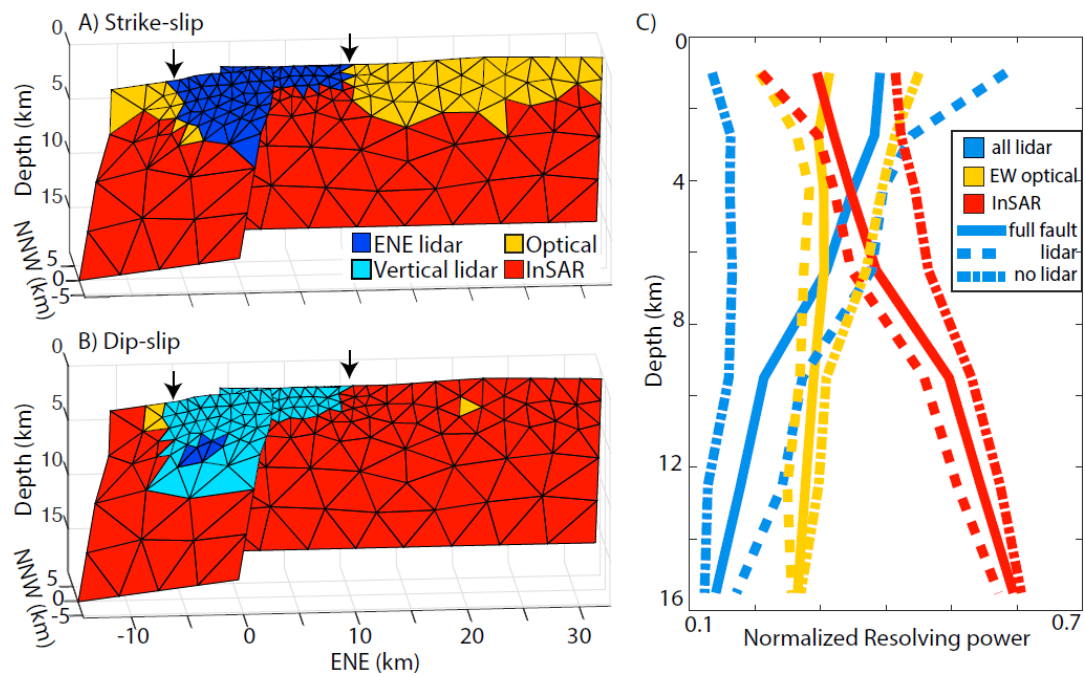 A) Strike-slip
0
5
10
15
Depth (km)
NNW (km)
5
0
-5
ENE lidar
Optical
Vertical lidar
InSAR
B) Dip-slip
0
5
10
15
Depth (km)
NNW (km)
5
0
-5
-10
0
10
20
30
ENE (km)
C)
0
4
8
12
16
Depth (km)
all lidar
EW optical
InSAR
full fault
lidar
no lidar
0.1
0.7
Normalized Resolving power